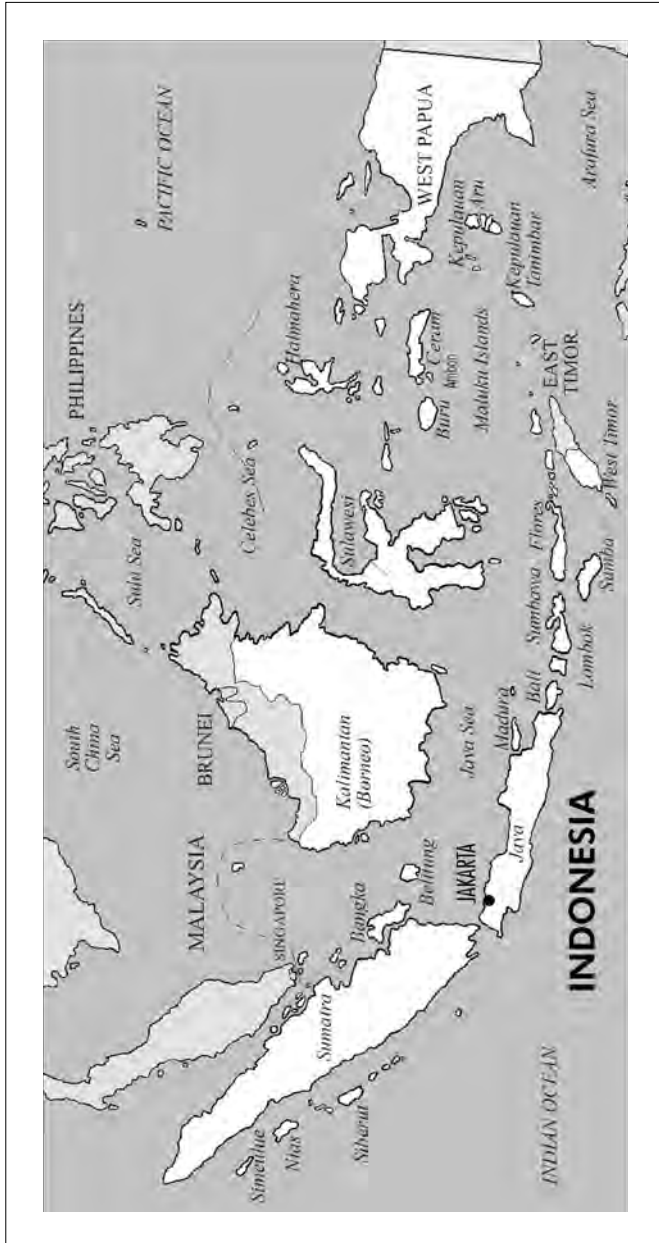 PACIFIC OCEAN
PHILIPPINES
South
China
Sea
Sulu Sea
Celebes Sea
MALAYSIA
BRUNEI
SINGAPORE
Halmahera
WEST PAPUA
Sumatra
Kalimantan
(Borneo)
Sulawesi
Simeulue
Nias
Siberut
Bangka
Belitung
Buru
Ambon
Ceram
Maluku Islands
Kepulauan
Aru
Kepulauan
Tanimbar
JAKARTA
Java Sea
Madura
Java
Bali
Lombok
Sumbawa
Flores
Sumba
EAST
TIMOR
West Timor
Arafura Sea
INDIAN OCEAN
INDONESIA